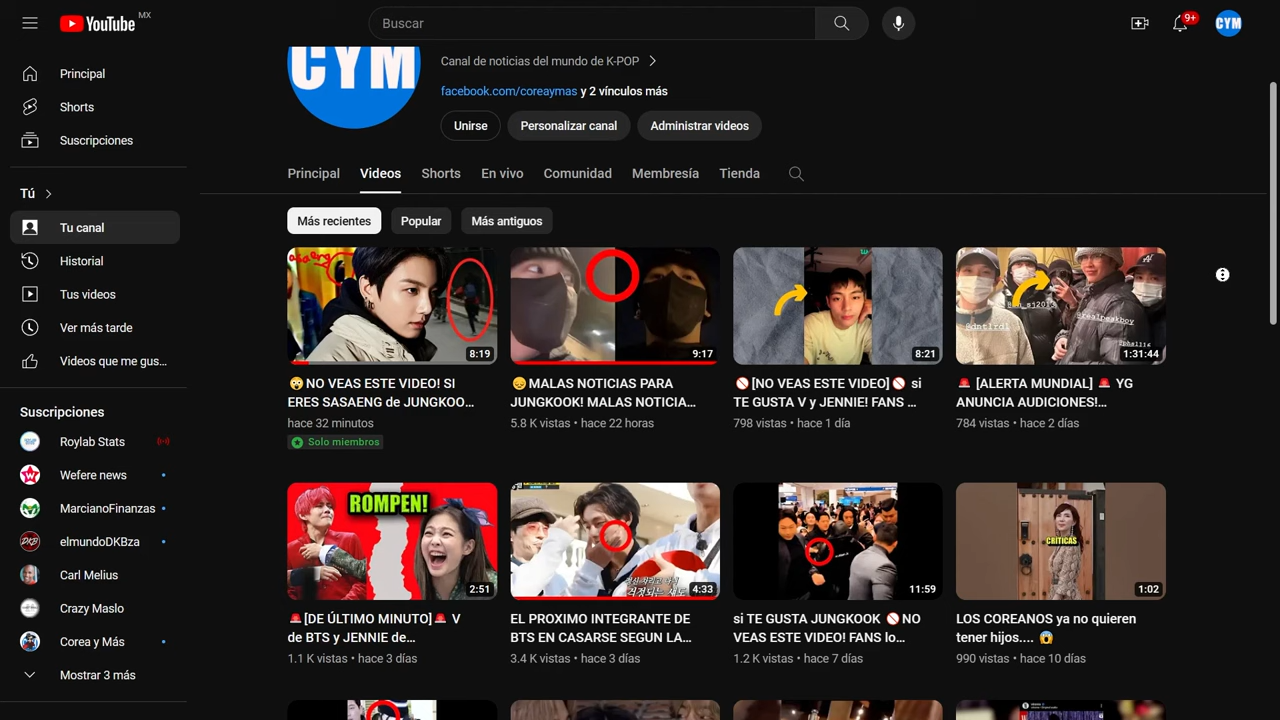 YouTube MX
Buscar
9+
CYM
Principal
Shorts
Suscripciones
Tú
Tu canal
Historial
Tus videos
Ver más tarde
Videos que me gus...
Suscripciones
Roylab Stats
Wefere news
MarcianoFinanzas
elmundoDKBza
Carl Melius
Crazy Maslo
Corea y Más
Mostrar 3 más
CYM
Canal de noticias del mundo de K-POP
facebook.com/coreaymas y 2 vínculos más
Unirse
Personalizar canal
Administrar videos
Principal
Videos
Shorts
En vivo
Comunidad
Membresía
Tienda
Más recientes
Popular
Más antiguos
8:19
😳NO VEAS ESTE VIDEO! SI
ERES SASAENG de JUNGKOO...
hace 32 minutos
Solo miembros
9:17
😞MALAS NOTICIAS PARA
JUNGKOOK! MALAS NOTICIA...
5.8 K vistas • hace 22 horas
8:21
🚫[NO VEAS ESTE VIDEO]🚫 si
TE GUSTA V y JENNIE! FANS ...
798 vistas • hace 1 día
@realpeakboy
1:31:44
🚨 [ALERTA MUNDIAL] 🚨 YG
ANUNCIA AUDICIONES!...
784 vistas • hace 2 días
ROMPEN!
2:51
🚨[DE ÚLTIMO MINUTO]🚨 V
de BTS y JENNIE de...
1.1 K vistas • hace 3 días
4:33
EL PROXIMO INTEGRANTE DE
BTS EN CASARSE SEGUN LA...
3.4 K vistas • hace 3 días
11:59
si TE GUSTA JUNGKOOK 🚫NO
VEAS ESTE VIDEO! FANS lo...
1.2 K vistas • hace 7 días
CRÍTICAS
1:02
LOS COREANOS ya no quieren
tener hijos.... 😱
990 vistas • hace 10 días